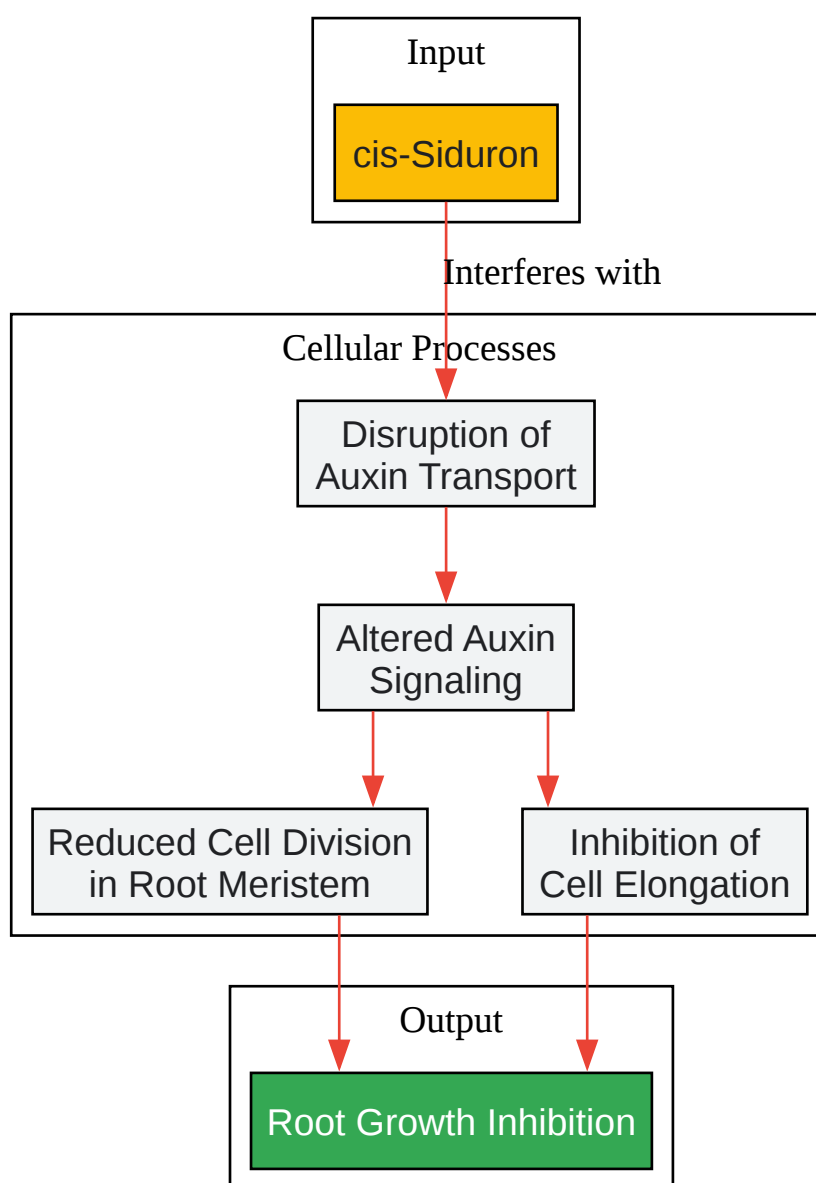 Input
cis-Siduron
Interferes with
Cellular Processes
Disruption of
Auxin Transport
Altered Auxin
Signaling
Reduced Cell Division
in Root Meristem
Inhibition of
Cell Elongation
Output
Root Growth Inhibition